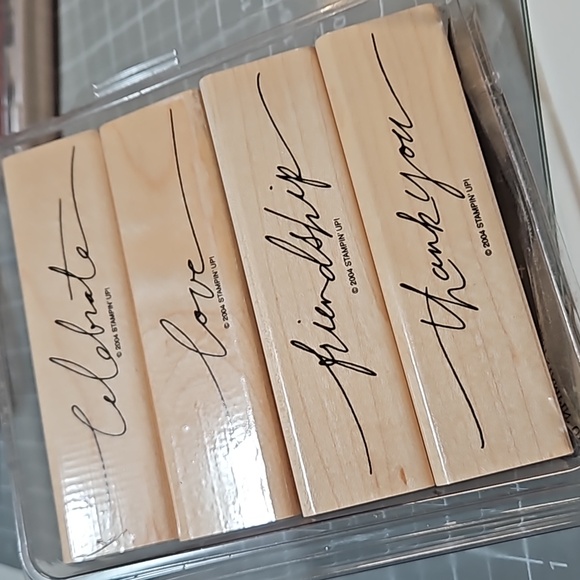 Celebrate
© 2004 STAMPIN' UP!
love
© 2004 STAMPIN' UP!
friendship
© 2004 STAMPIN' UP!
thank you
© 2004 STAMPIN' UP!